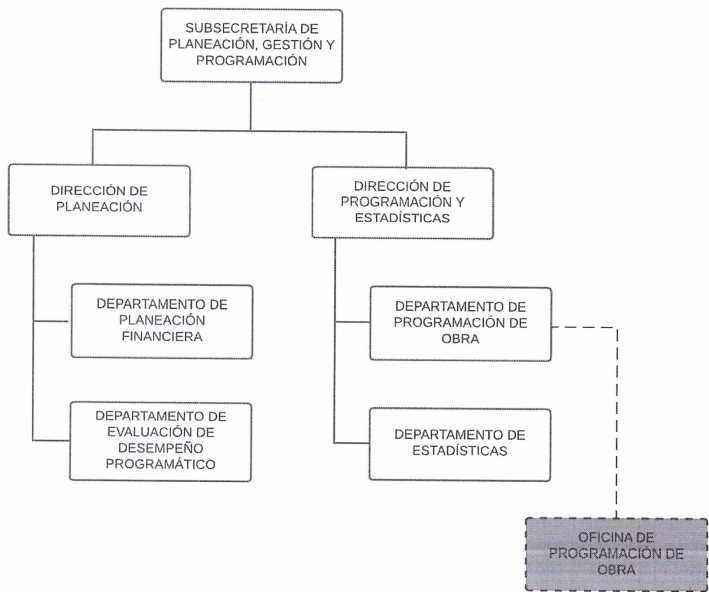 SUBSECRETARÍA DE
PLANEACIÓN, GESTIÓN Y
PROGRAMACIÓN
DIRECCIÓN DE
PLANEACIÓN
DIRECCIÓN DE
PROGRAMACIÓN Y
ESTADÍSTICAS
DEPARTAMENTO DE
PLANEACIÓN
FINANCIERA
DEPARTAMENTO DE
PROGRAMACIÓN DE
OBRA
DEPARTAMENTO DE
EVALUACIÓN DE
DESEMPEÑO
PROGRAMÁTICO
DEPARTAMENTO DE
ESTADÍSTICAS
OFICINA DE
PROGRAMACIÓN DE
OBRA